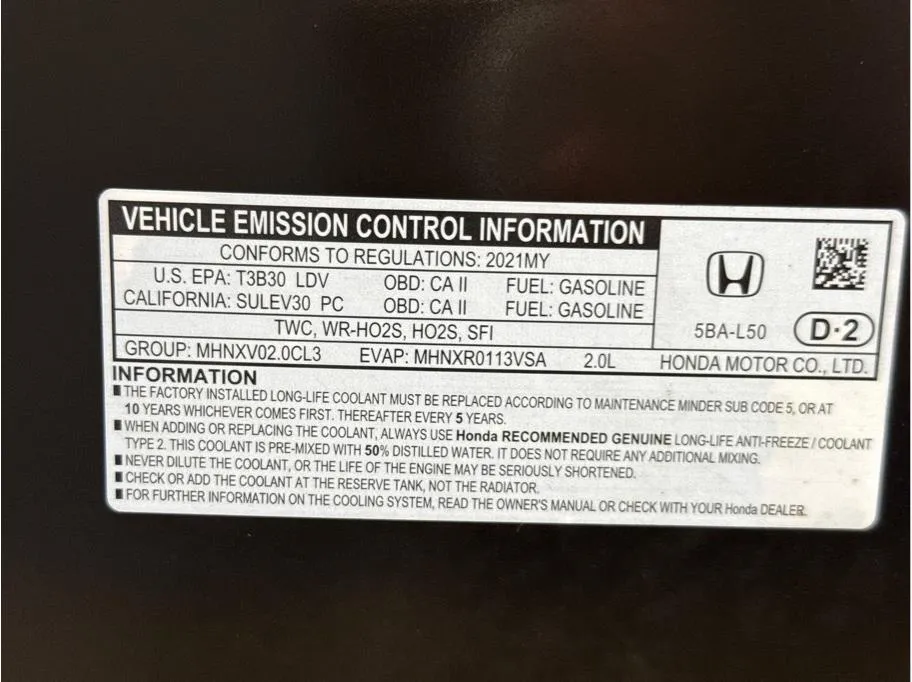 VEHICLE EMISSION CONTROL INFORMATION
CONFORMS TO REGULATIONS: 2021MY
U.S. EPA: T3B30 LDV OBD: CA II FUEL: GASOLINE
CALIFORNIA: SULEV30 PC OBD: CA II FUEL: GASOLINE
TWC, WR-HO2S, HO2S, SFI
5BA-L50 D-2
GROUP: MHNXV02.0CL3 EVAP: MHNXR0113VSA 2.0L HONDA MOTOR CO., LTD.
INFORMATION
■ THE FACTORY INSTALLED LONG-LIFE COOLANT MUST BE REPLACED ACCORDING TO MAINTENANCE MINDER SUB CODE 5, OR AT
10 YEARS WHICHEVER COMES FIRST. THEREAFTER EVERY 5 YEARS.
■ WHEN ADDING OR REPLACING THE COOLANT, ALWAYS USE Honda RECOMMENDED GENUINE LONG-LIFE ANTI-FREEZE / COOLANT
TYPE 2. THIS COOLANT IS PRE-MIXED WITH 50% DISTILLED WATER. IT DOES NOT REQUIRE ANY ADDITIONAL MIXING.
■ NEVER DILUTE THE COOLANT, OR THE LIFE OF THE ENGINE MAY BE SERIOUSLY SHORTENED.
■ CHECK OR ADD THE COOLANT AT THE RESERVE TANK, NOT THE RADIATOR.
■ FOR FURTHER INFORMATION ON THE COOLING SYSTEM, READ THE OWNER'S MANUAL OR CHECK WITH YOUR Honda DEALER.